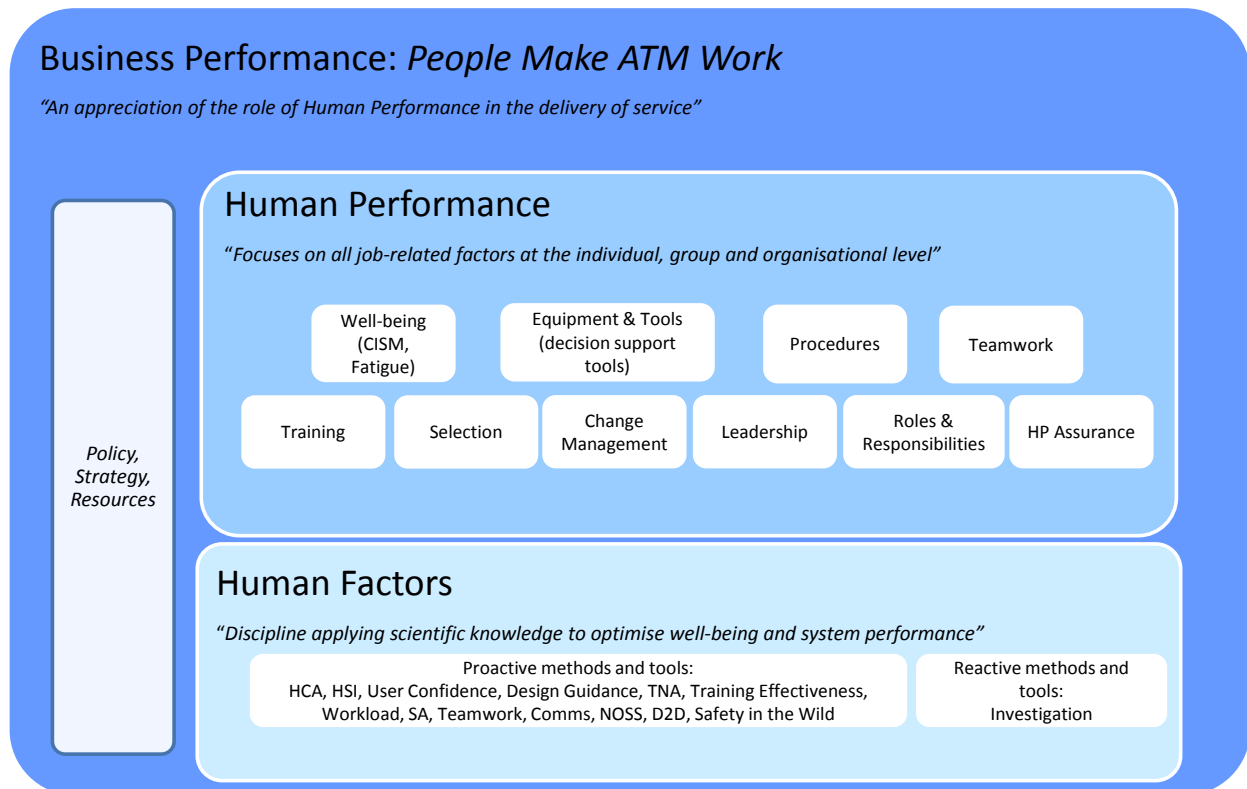 Business Performance: People Make ATM Work
“An appreciation of the role of Human Performance in the delivery of service”
Policy,
Strategy,
Resources
Human Performance
“Focuses on all job-related factors at the individual, group and organisational level”
Well-being
(CISM,
Fatigue)
Equipment & Tools
(decision support
tools)
Procedures
Teamwork
Training
Selection
Change
Management
Leadership
Roles &
Responsibilities
HP Assurance
Human Factors
“Discipline applying scientific knowledge to optimise well-being and system performance”
Proactive methods and tools:
HCA, HSI, User Confidence, Design Guidance, TNA, Training Effectiveness,
Workload, SA, Teamwork, Comms, NOSS, D2D, Safety in the Wild
Reactive methods and
tools:
Investigation